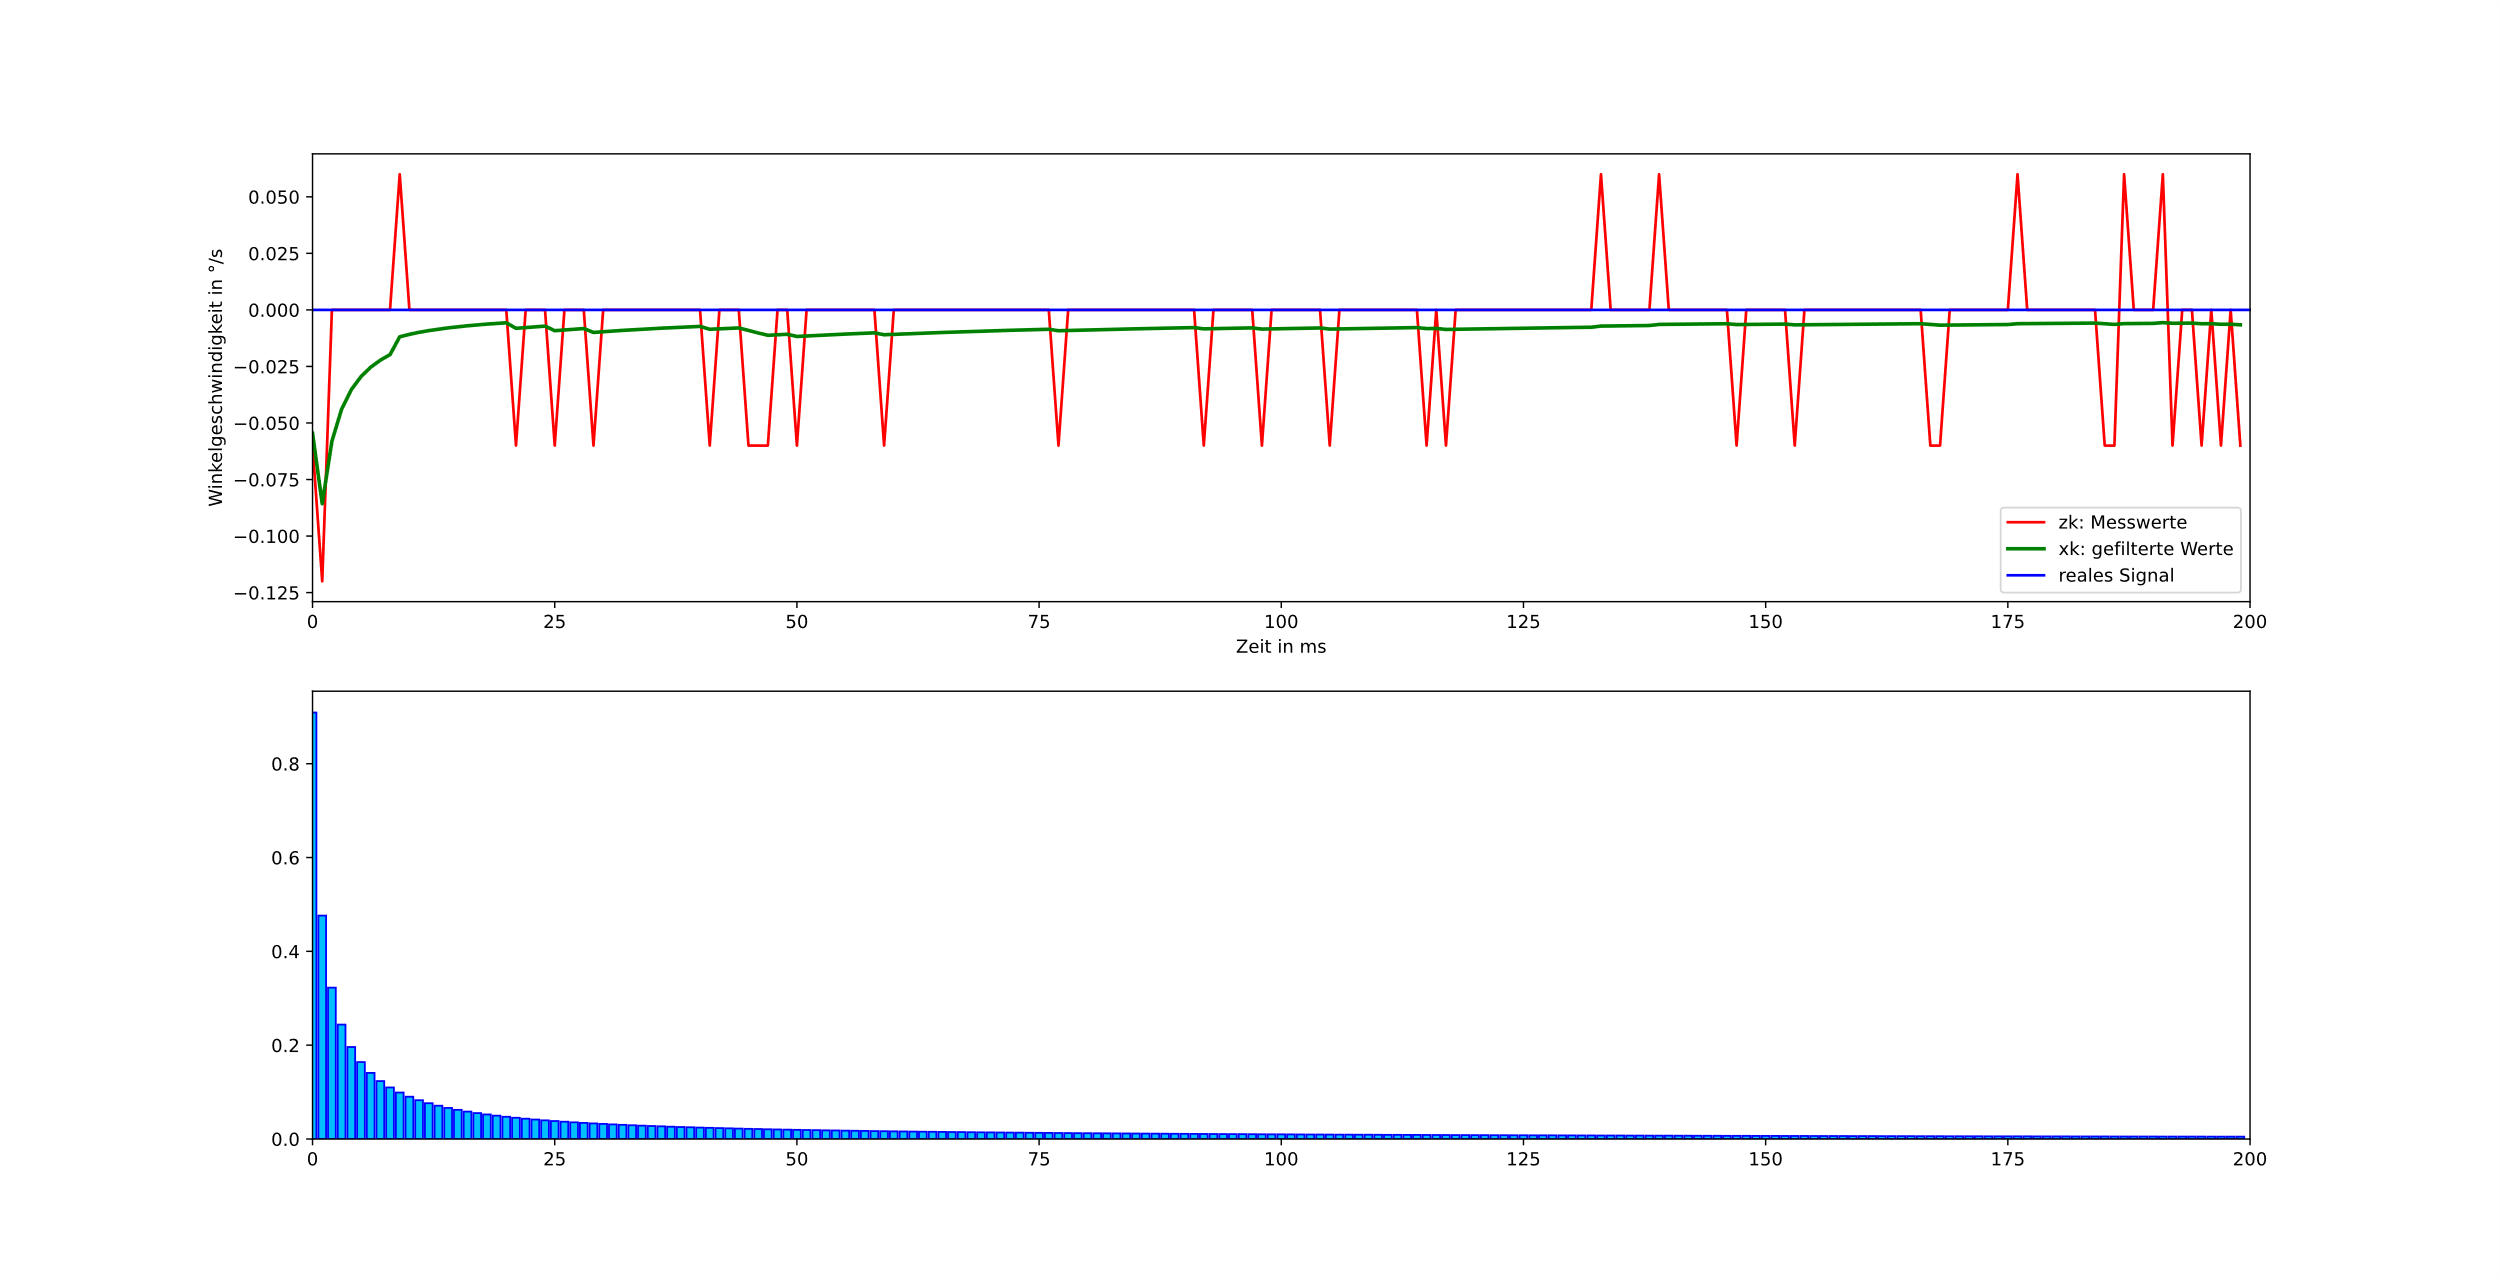 Winkelgeschwindigkeit in °/s
0.050
0.025
0.000
−0.025
−0.050
−0.075
−0.100
−0.125
zk: Messwerte
xk: gefilterte Werte
reales Signal
0 25 50 75 100 125 150 175 200
Zeit in ms
0.8
0.6
0.4
0.2
0.0
0 25 50 75 100 125 150 175 200